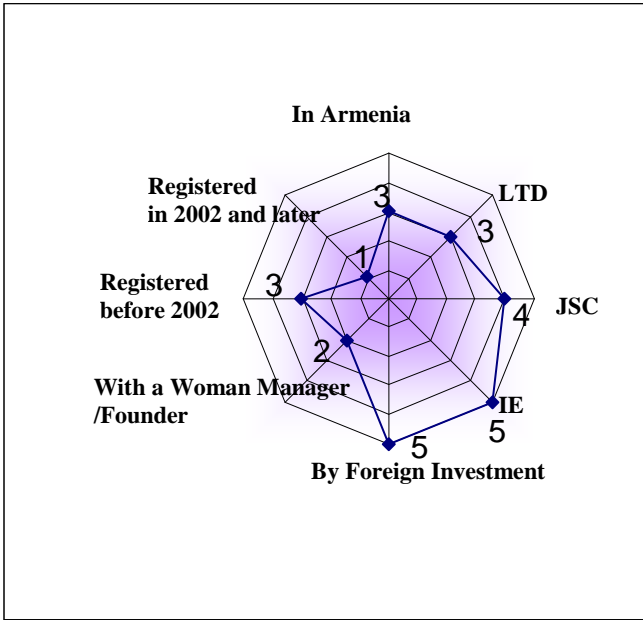 In Armenia
Registered
in 2002 and later
3
LTD
3
1
Registered
before 2002
3
4
JSC
2
With a Woman Manager
/Founder
IE
5
5
By Foreign Investment